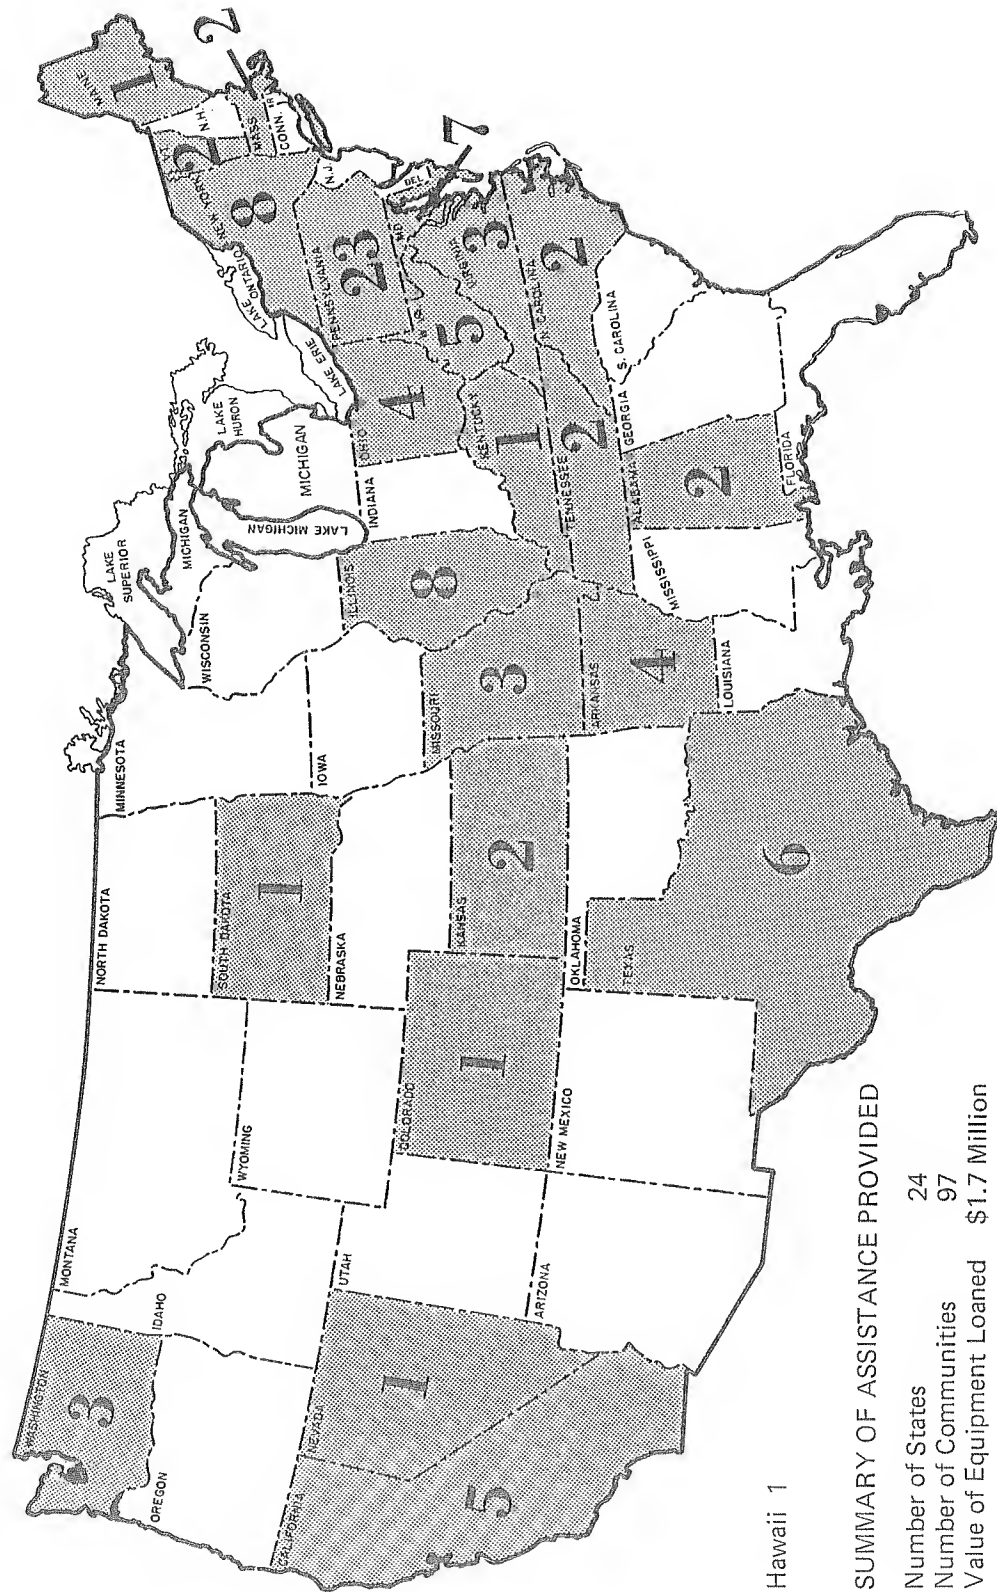 WASHINGTON
3
MONTANA
NORTH DAKOTA
MINNESOTA
LAKE SUPERIOR
MICHIGAN
LAKE HURON
LAKE ONTARIO
NEW YORK
8
VT.
2
N.H.
MAINE
1
OREGON
IDAHO
WYOMING
SOUTH DAKOTA
1
WISCONSIN
MICHIGAN
LAKE MICHIGAN
LAKE ERIE
MASS.
2
CONN.
R.I.
CALIFORNIA
5
NEVADA
1
UTAH
COLORADO
1
NEBRASKA
IOWA
ILLINOIS
8
INDIANA
OHIO
4
PENNSYLVANIA
23
N.J.
KANSAS
2
MISSOURI
3
KENTUCKY
1
W. VA.
5
VIRGINIA
3
MD.
7
DEL
ARIZONA
NEW MEXICO
OKLAHOMA
TEXAS
6
ARKANSAS
4
TENNESSEE
2
N. CAROLINA
2
LOUISIANA
MISSISSIPPI
ALABAMA
2
GEORGIA
S. CAROLINA
FLORIDA
Hawaii 1
SUMMARY OF ASSISTANCE PROVIDED
Number of States 24
Number of Communities 97
Value of Equipment Loaned $1.7 Million